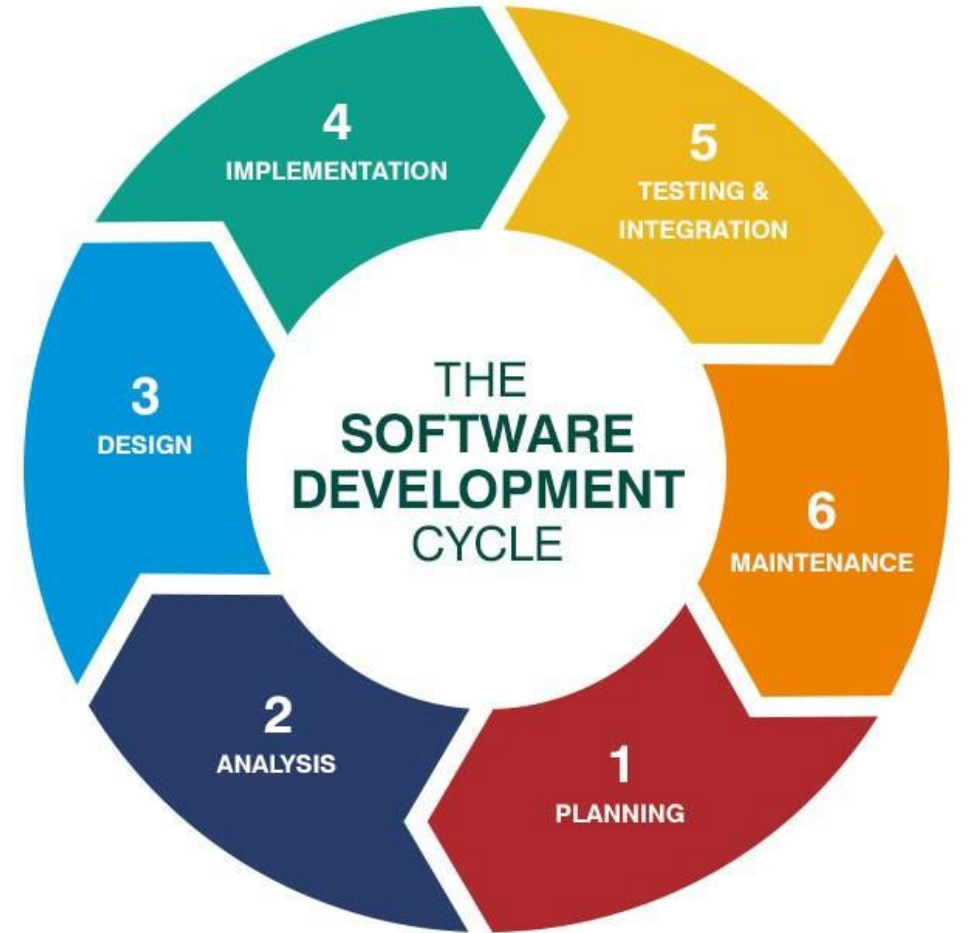 THE
SOFTWARE
DEVELOPMENT
CYCLE
1
PLANNING
2
ANALYSIS
3
DESIGN
4
IMPLEMENTATION
5
TESTING &
INTEGRATION
6
MAINTENANCE